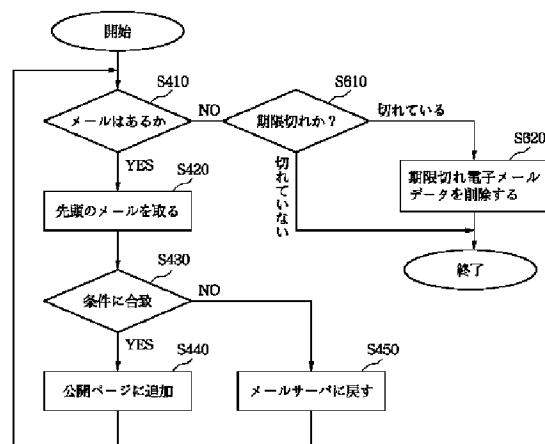 開始
S410
メールはあるか
NO
S610
期限切れか？
切れている
YES
切れていない
S620
期限切れ電子メール
データを削除する
S420
先頭のメールを取る
終了
S430
条件に合致
NO
YES
S440
公開ページに追加
S450
メールサーバに戻す